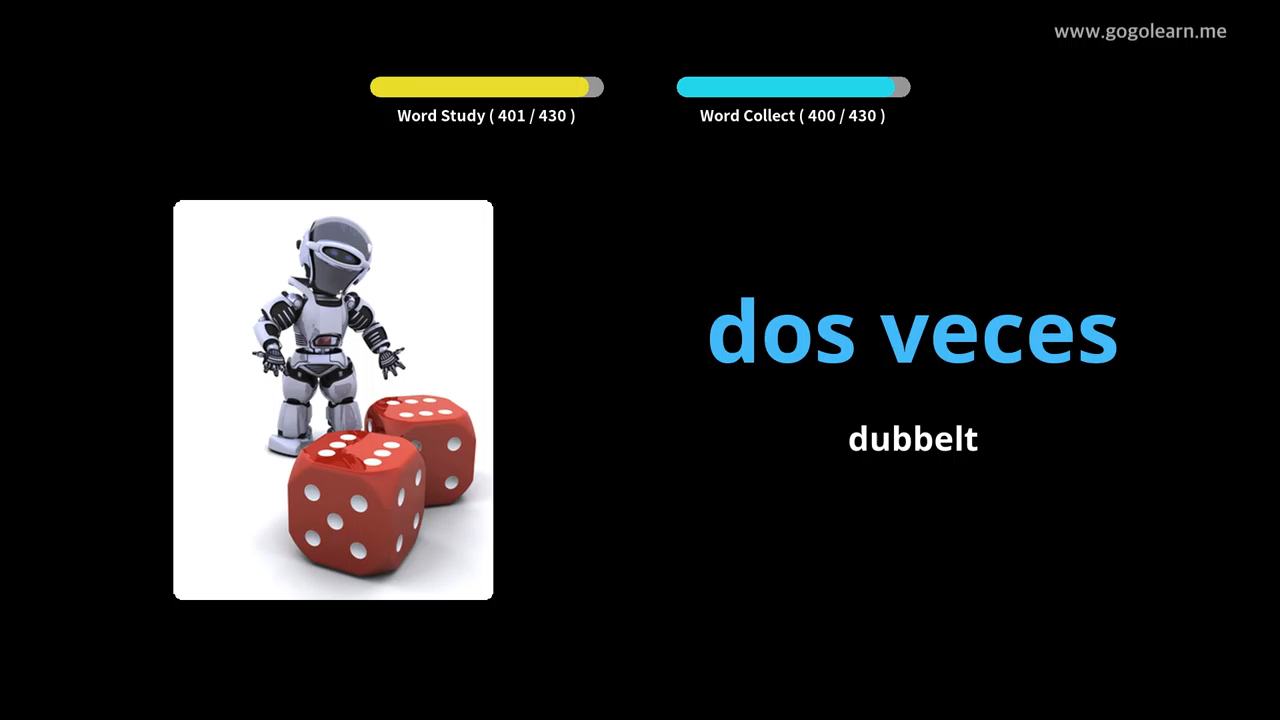 www.gogolearn.me
Word Study ( 401 / 430 )
Word Collect ( 400 / 430 )
dos veces
dubbelt